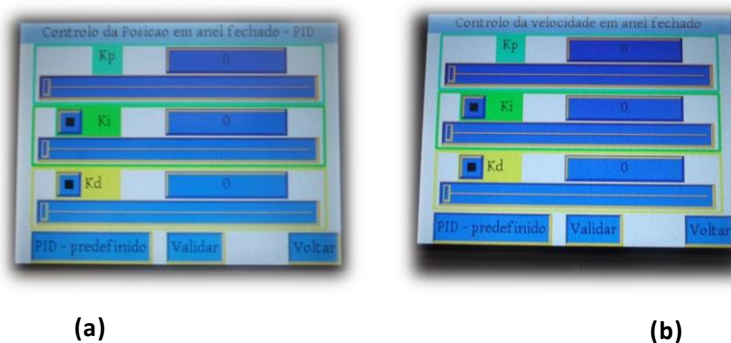 Controlo da Posicao em anel fechado - PID
Kp
0
Ki
0
Kd
0
PID - predefinido
Validar
Voltar
(a)
Controlo da velocidade em anel fechado
Kp
0
Ki
0
Kd
0
PID - predefinido
Validar
Voltar
(b)